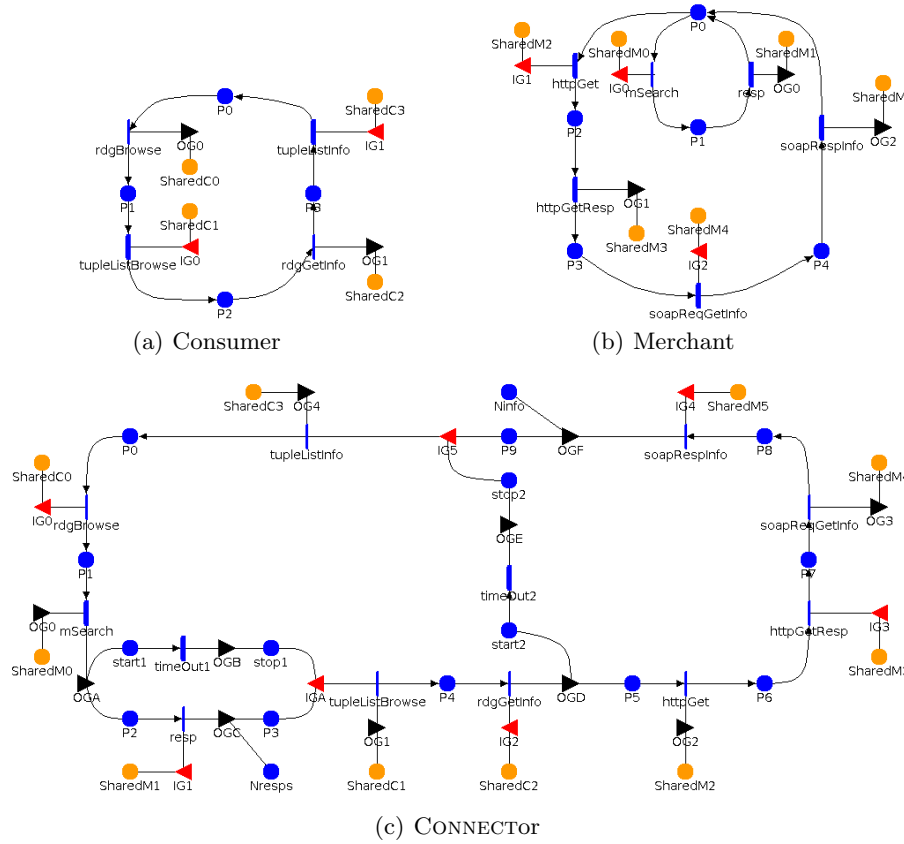 SharedM2
P0
SharedM0
SharedM1
IG1
httpGet
IG0
mSearch
resp
OG0
SharedM
P2
P1
soapRespInfo
OG2
httpGetResp
OG1
SharedM4
SharedM3
P3
IG2
P4
soapReqGetInfo
SharedC3
P0
rdgBrowse
OG0
tupleListInfo
IG1
SharedC0
P1
SharedC1
P3
tupleListBrowse
IG0
rdgGetInfo
OG1
SharedC2
P2
(a) Consumer
(b) Merchant
SharedC3
OG4
Ninfo
IG4
SharedM5
P0
tupleListInfo
IG5
P9
OGF
soapRespInfo
P8
SharedC0
SharedM4
stop2
IG0
rdgBrowse
soapReqGetInfo
OG3
OGE
P1
P7
timeOut2
OG0
mSearch
httpGetResp
IG3
start2
SharedM0
start1
timeOut1
OGB
stop1
SharedM3
OGA
IGA
tupleListBrowse
P4
rdgGetInfo
OGD
P5
httpGet
P6
P2
resp
OGC
P3
OG1
IG2
OG2
SharedM1
IG1
Nresps
SharedC1
SharedC2
SharedM2
(c) CONNECTor